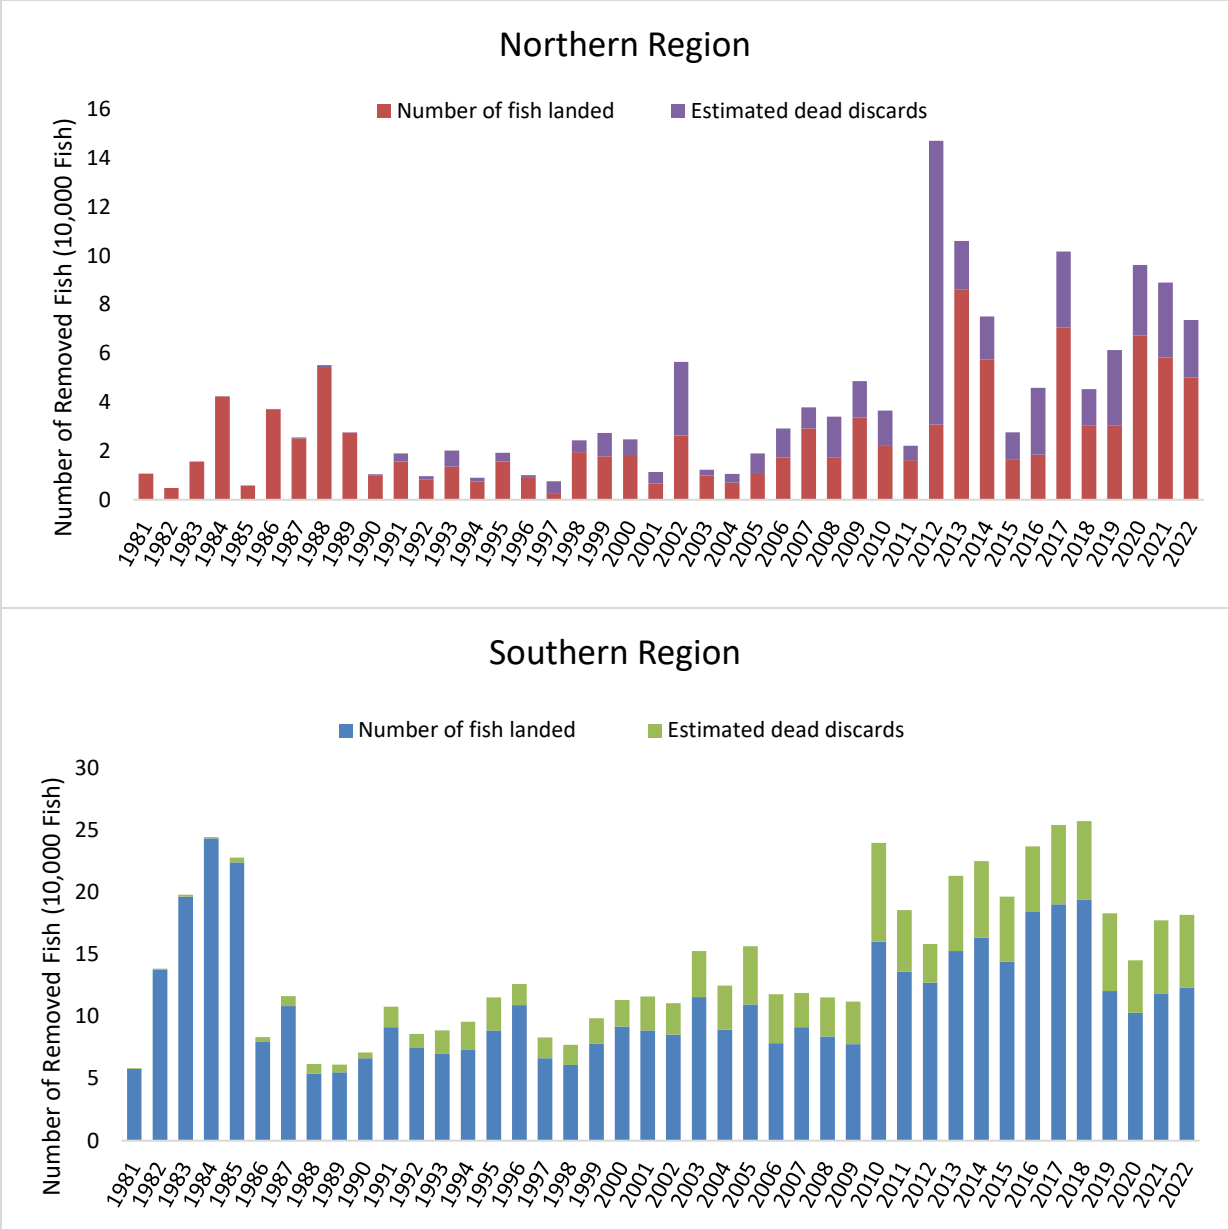 Northern Region
Number of fish landed Estimated dead discards
Number of Removed Fish (10,000 Fish)
16
14
12
10
8
6
4
2
0
1981 1982 1983 1984 1985 1986 1987 1988 1989 1990 1991 1992 1993 1994 1995 1996 1997 1998 1999 2000 2001 2002 2003 2004 2005 2006 2007 2008 2009 2010 2011 2012 2013 2014 2015 2016 2017 2018 2019 2020 2021 2022
Southern Region
Number of fish landed Estimated dead discards
Number of Removed Fish (10,000 Fish)
30
25
20
15
10
5
0
1981 1982 1983 1984 1985 1986 1987 1988 1989 1990 1991 1992 1993 1994 1995 1996 1997 1998 1999 2000 2001 2002 2003 2004 2005 2006 2007 2008 2009 2010 2011 2012 2013 2014 2015 2016 2017 2018 2019 2020 2021 2022